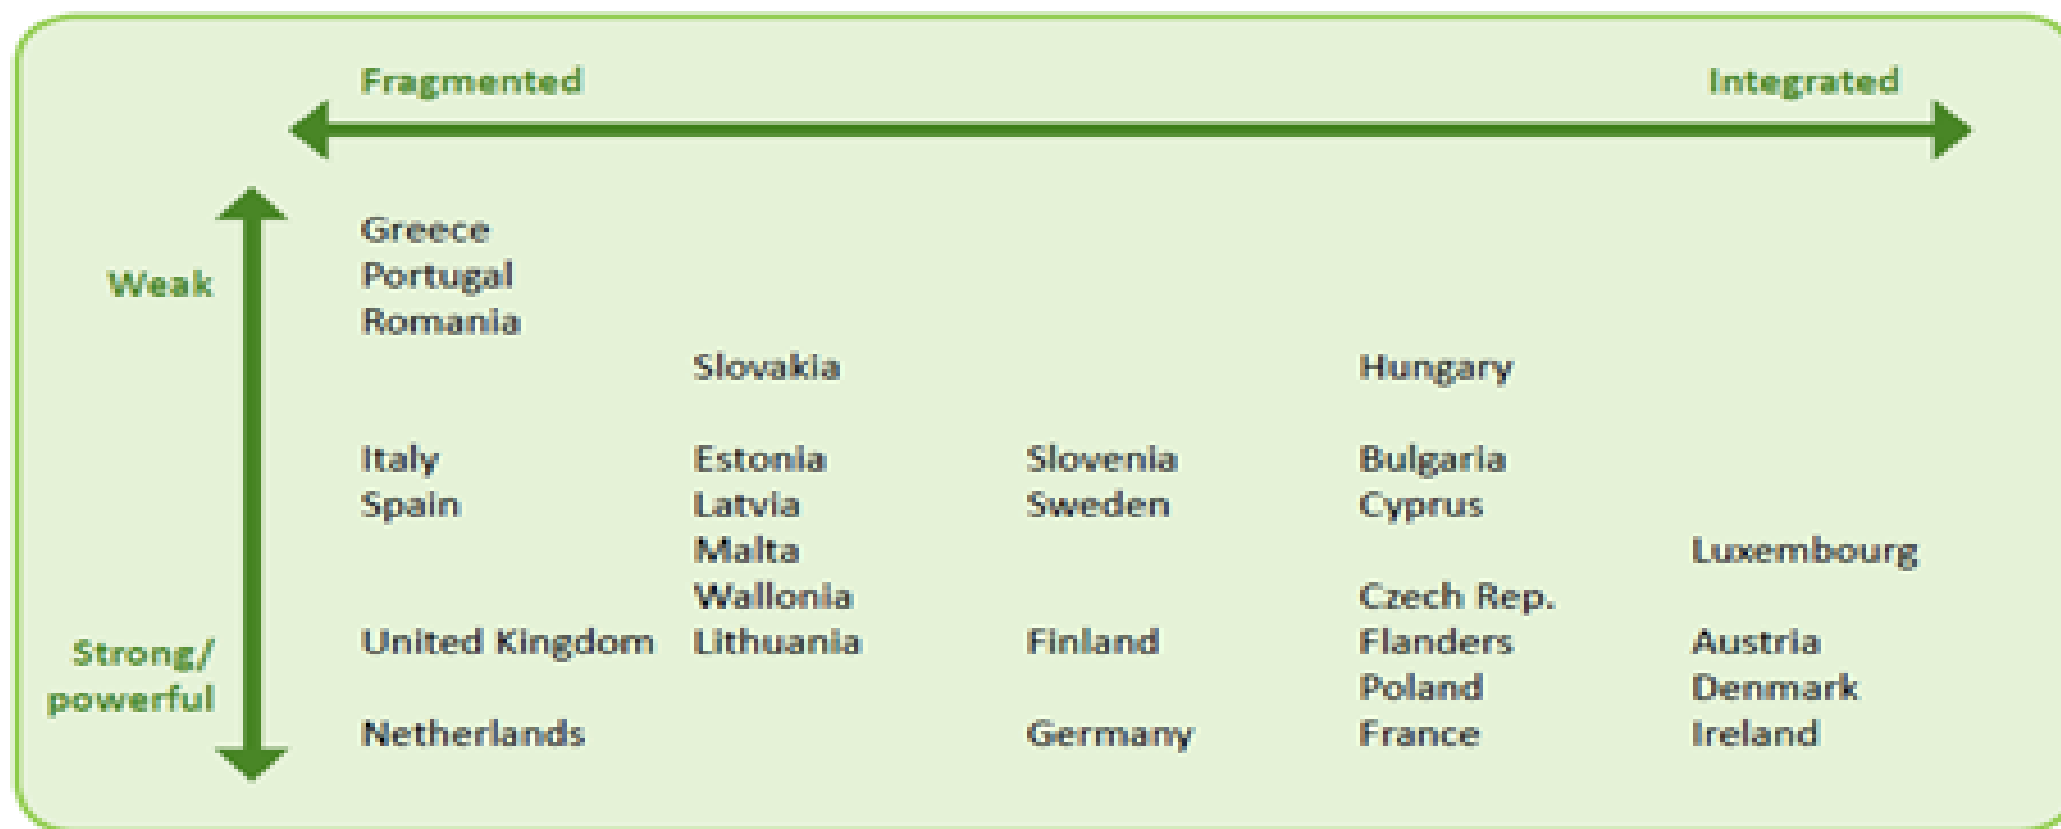 Fragmented Integrated
Greece
Weak Portugal
Romania
Slovakia Hungary
Italy Estonia Slovenia Bulgaria
Spain Latvia Sweden Cyprus
Malta Luxembourg
Wallonia Czech Rep.
Strong/ United Kingdom Lithuania Finland Flanders Austria
powerful Poland Denmark
Netherlands Germany France Ireland